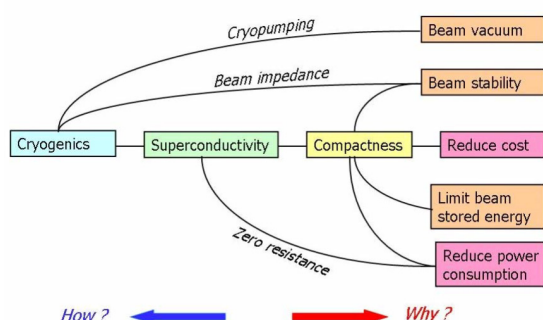 Cryopumping
Beam vacuum
Beam impedance
Beam stability
Cryogenics
Superconductivity
Compactness
Reduce cost
Limit beam
stored energy
Zero resistance
Reduce power
consumption
How ?
Why ?